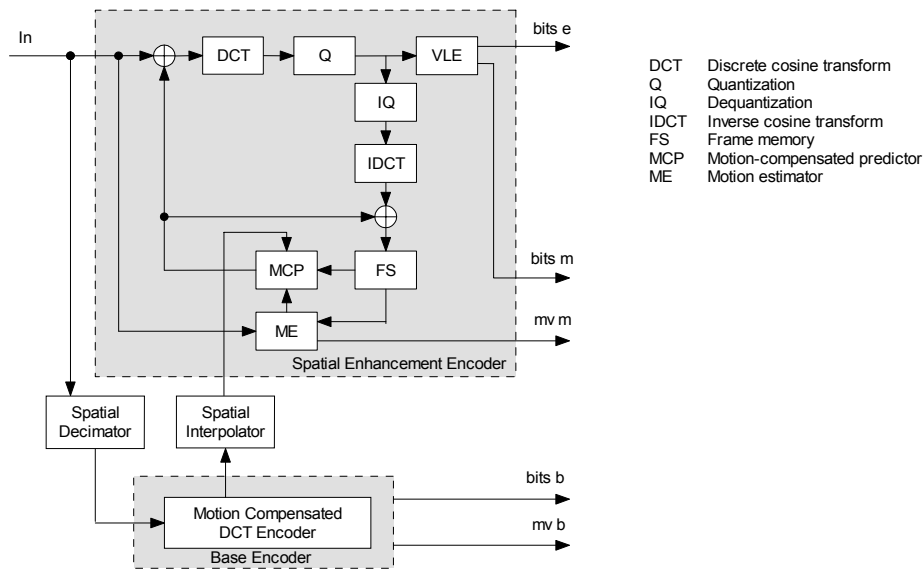 In
DCT
Q
VLE
bits e
IQ
IDCT
MCP
FS
bits m
ME
mv m
Spatial Enhancement Encoder
Spatial
Decimator
Spatial
Interpolator
bits b
Motion Compensated
DCT Encoder
mv b
Base Encoder
DCT Discrete cosine transform
Q Quantization
IQ Dequantization
IDCT Inverse cosine transform
FS Frame memory
MCP Motion-compensated predictor
ME Motion estimator